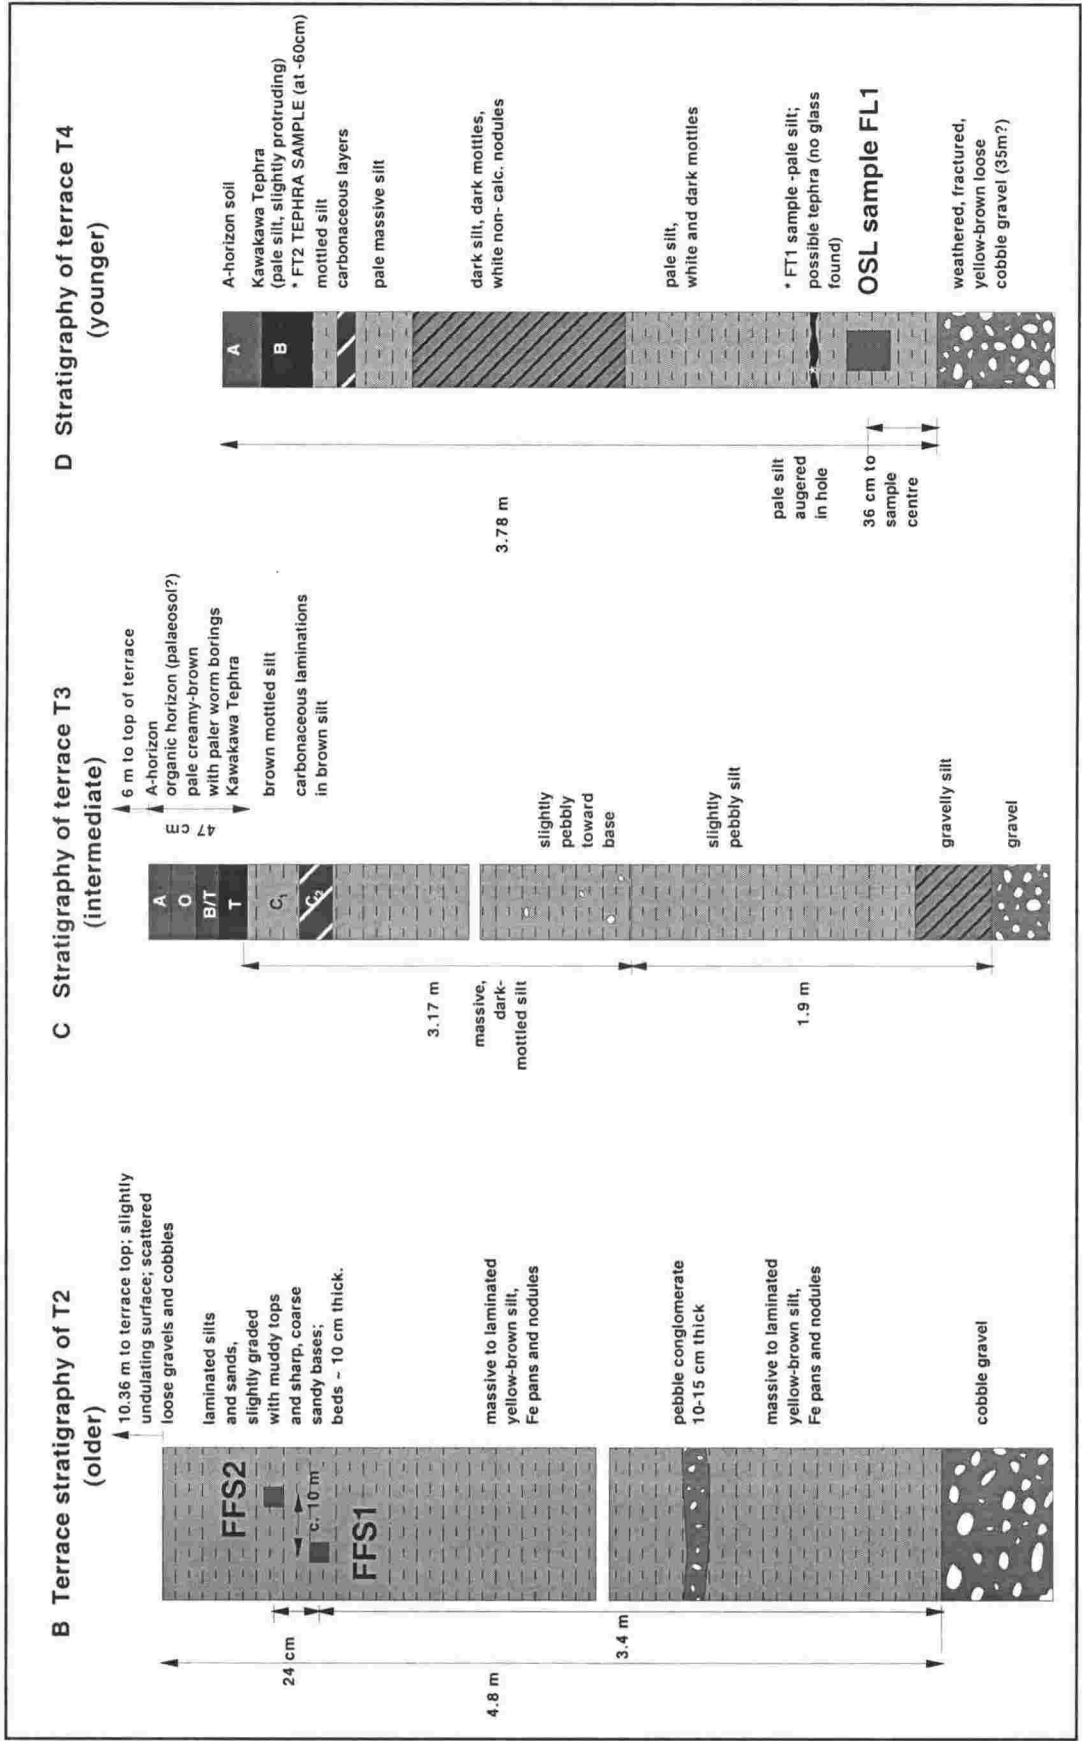 B Terrace stratigraphy of T2
(older)
10.36 m to terrace top; slightly
undulating surface; scattered
loose gravels and cobbles
laminated silts
and sands,
slightly graded
with muddy tops
and sharp, coarse
sandy bases;
beds ~ 10 cm thick.
massive to laminated
yellow-brown silt,
Fe pans and nodules
pebble conglomerate
10-15 cm thick
massive to laminated
yellow-brown silt,
Fe pans and nodules
cobble gravel
FFS2
c. 10 m
FFS1
24 cm
3.4 m
4.8 m
C Stratigraphy of terrace T3
(intermediate)
6 m to top of terrace
A-horizon
organic horizon (palaeosol?)
pale creamy-brown
with paler worm borings
Kawakawa Tephra
47 cm
brown mottled silt
carbonaceous laminations
in brown silt
slightly
pebbly
toward
base
slightly
pebbly silt
gravelly silt
gravel
A
O
B/T
T
C1
C2
3.17 m
massive,
dark-
mottled silt
1.9 m
D Stratigraphy of terrace T4
(younger)
A-horizon soil
Kawakawa Tephra
(pale silt, slightly protruding)
* FT2 TEPHRA SAMPLE (at -60cm)
mottled silt
carbonaceous layers
pale massive silt
dark silt, dark mottles,
white non- calc. nodules
pale silt,
white and dark mottles
* FT1 sample -pale silt;
possible tephra (no glass
found)
OSL sample FL1
weathered, fractured,
yellow-brown loose
cobble gravel (35m?)
A
B
*
3.78 m
pale silt
augered
in hole
36 cm to
sample
centre